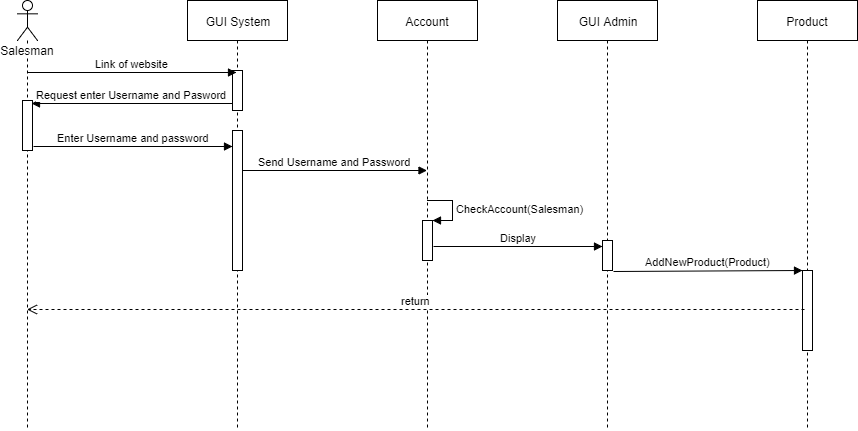 GUI System
Account
GUI Admin
Product
Salesman
Link of website
Request enter Username and Pasword
Enter Username and password
Send Username and Password
CheckAccount(Salesman)
Display
AddNewProduct(Product)
return